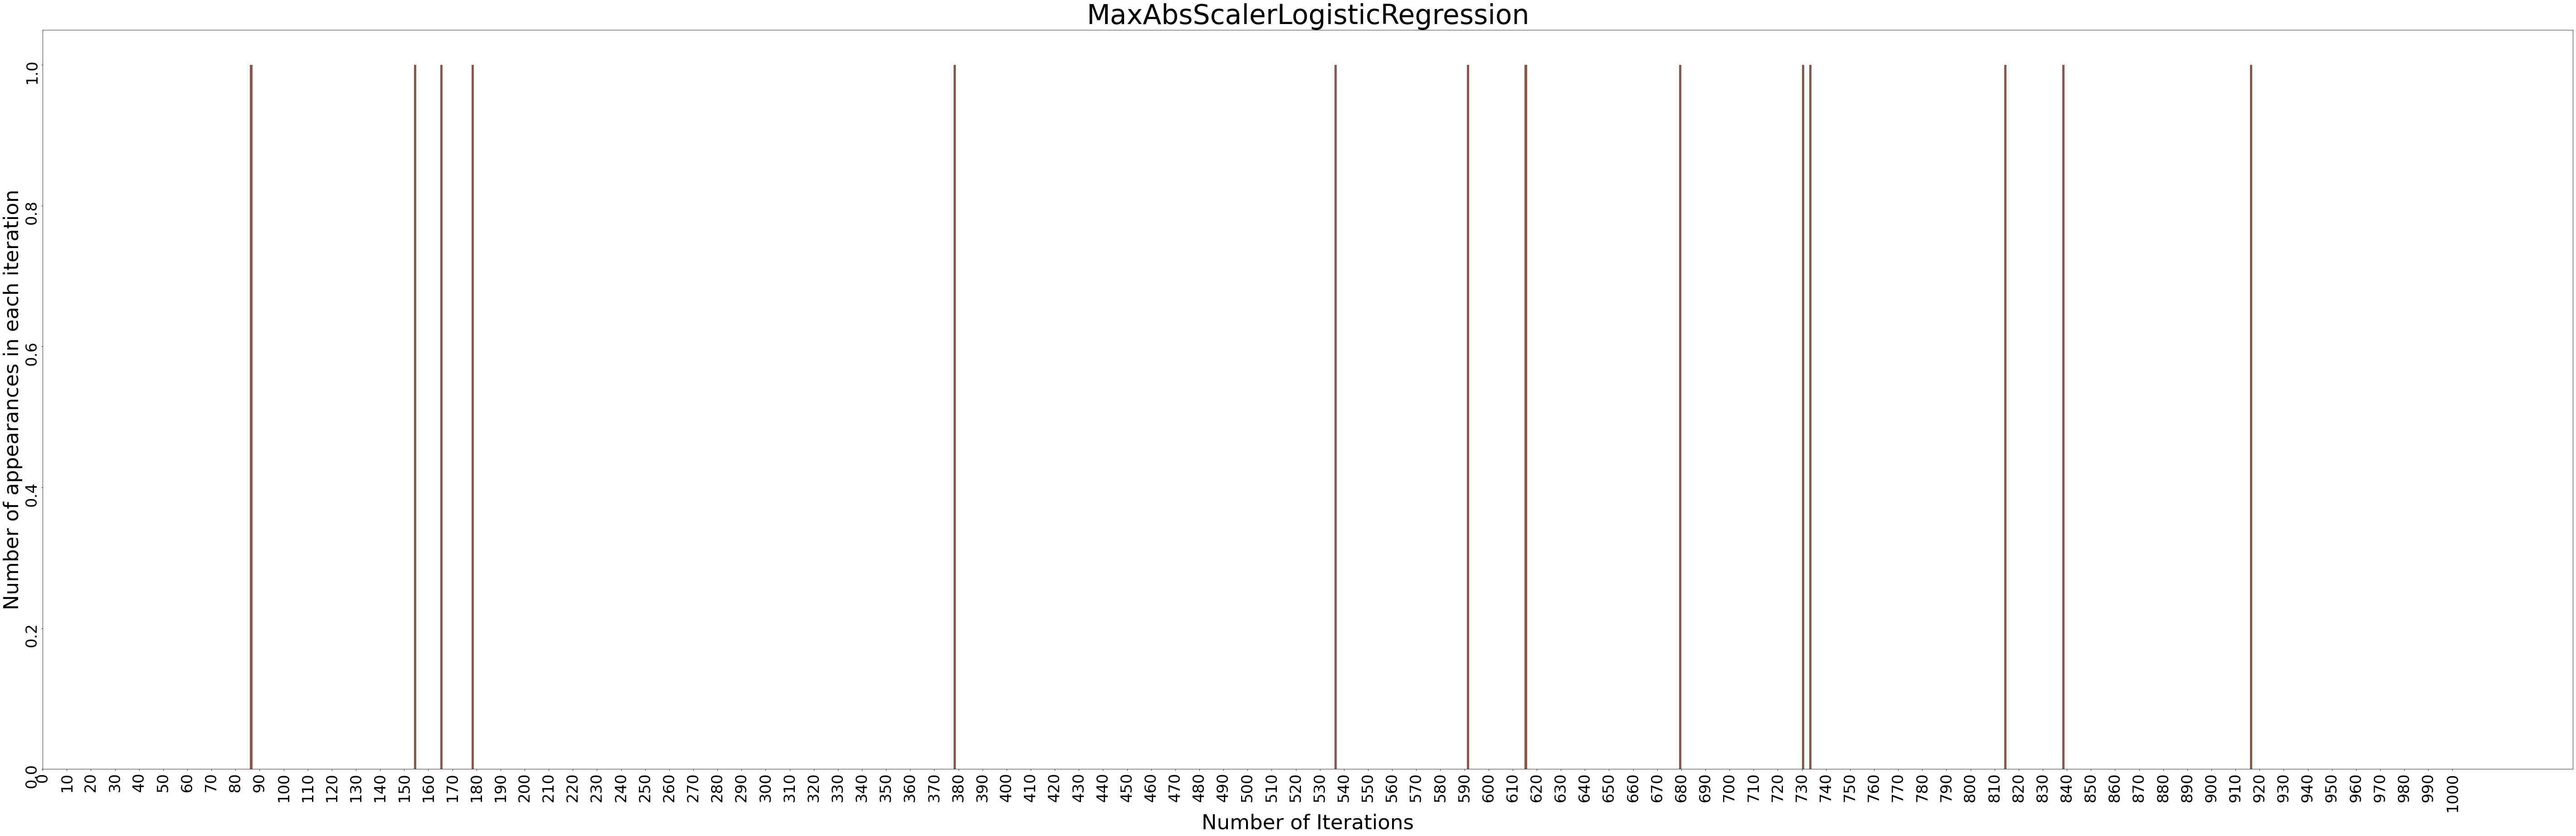 MaxAbsScalerLogisticRegression
Number of appearances in each iteration
1.0
0.8
0.6
0.4
0.2
0.0
0 10 20 30 40 50 60 70 80 90 100 110 120 130 140 150 160 170 180 190 200 210 220 230 240 250 260 270 280 290 300 310 320 330 340 350 360 370 380 390 400 410 420 430 440 450 460 470 480 490 500 510 520 530 540 550 560 570 580 590 600 610 620 630 640 650 660 670 680 690 700 710 720 730 740 750 760 770 780 790 800 810 820 830 840 850 860 870 880 890 900 910 920 930 940 950 960 970 980 990 1000
Number of Iterations